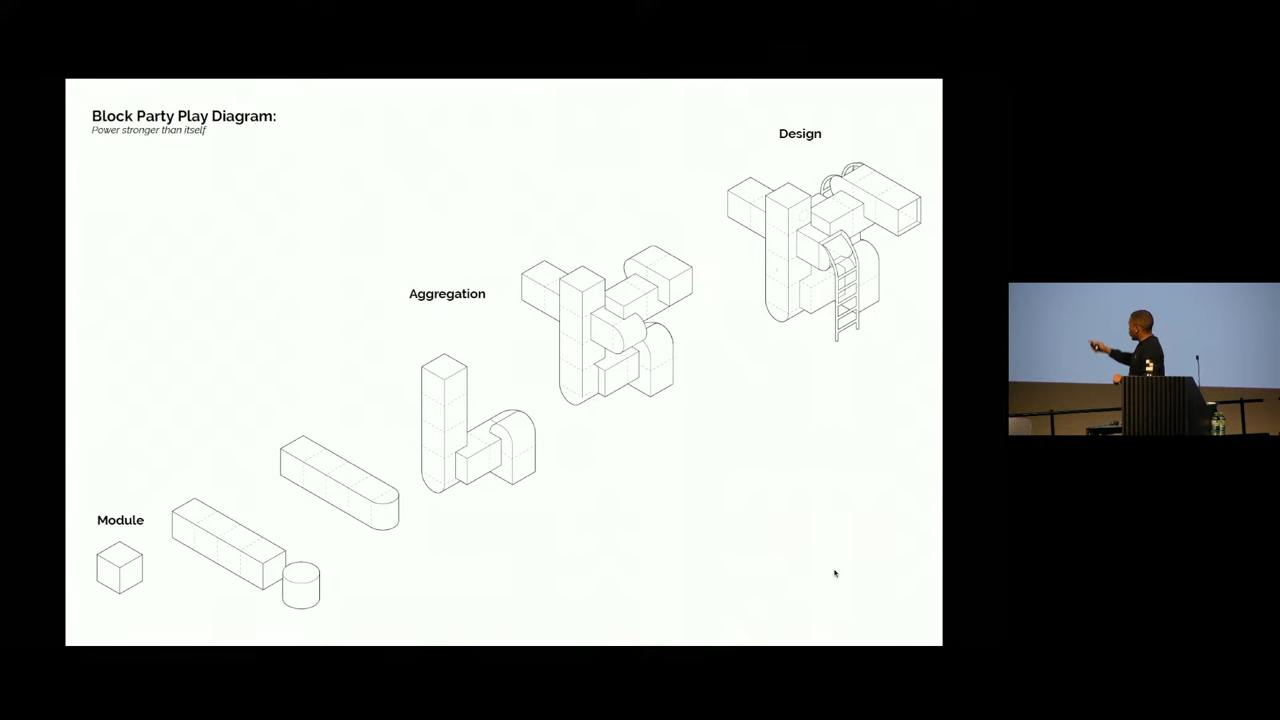 Block Party Play Diagram:
Power stronger than itself
Design
Aggregation
Module